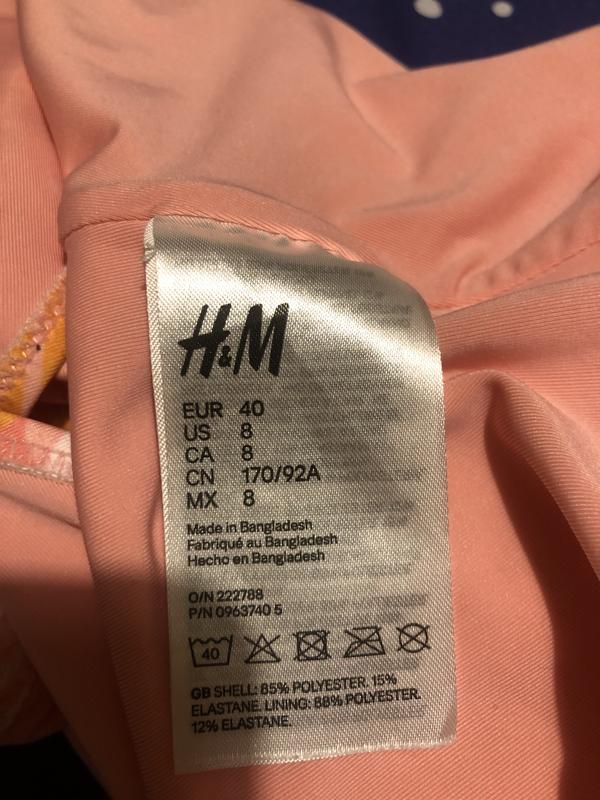 H&M
EUR 40
US 8
CA 8
CN 170/92A
MX 8
Made in Bangladesh
Fabriqué au Bangladesh
Hecho en Bangladesh
O/N 222788
P/N 0963740 5
40
GB SHELL: 85% POLYESTER. 15%
ELASTANE. LINING: 88% POLYESTER.
12% ELASTANE.